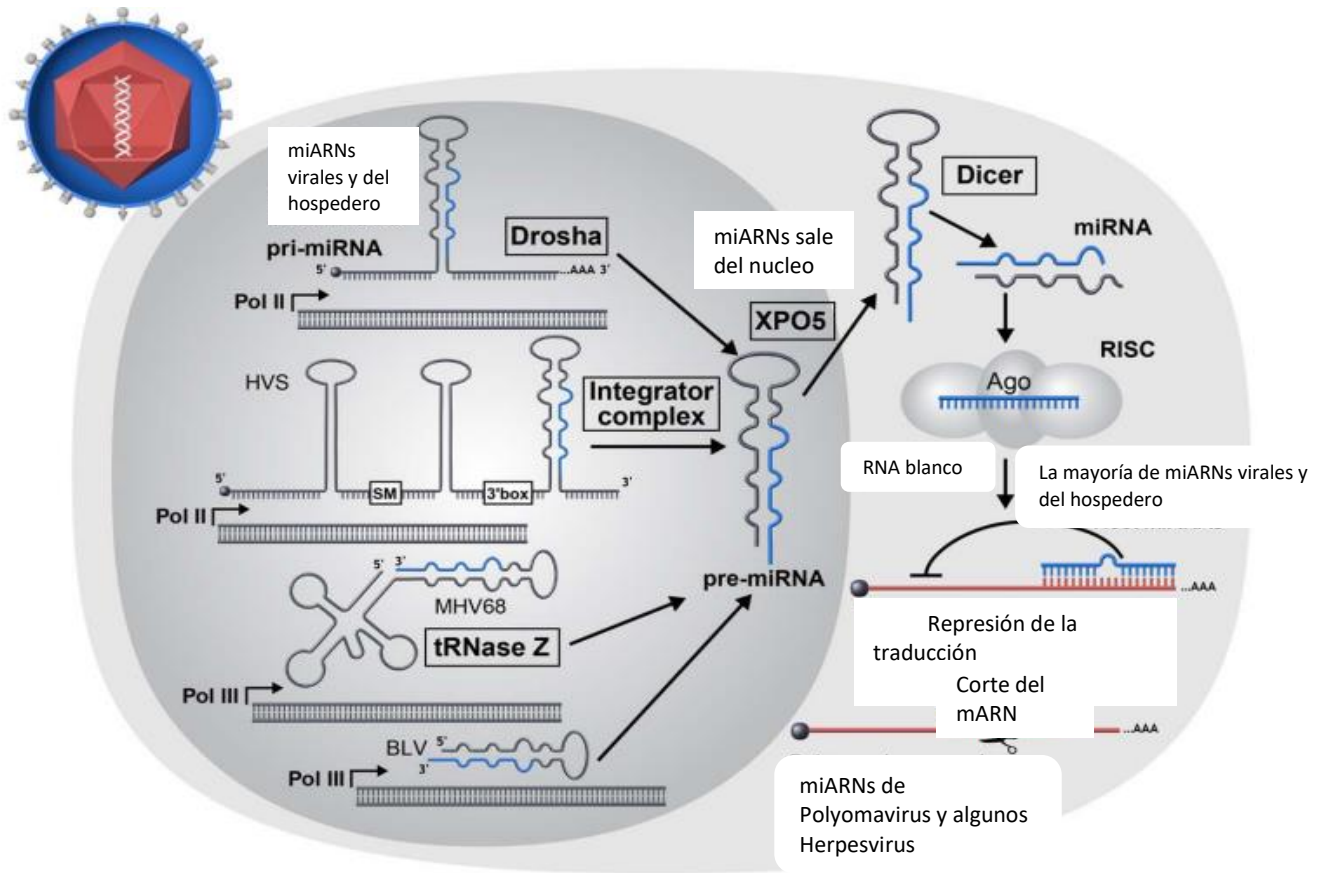 miARNs
virales y del
hospedero
pri-miRNA
5'
...AAA 3'
Drosha
Pol II
miARNs sale
del nucleo
XPO5
Dicer
miRNA
RISC
Ago
HVS
Integrator
complex
5'
SM
3'box
3'
Pol II
RNA blanco
La mayoría de miARNs virales y
del hospedero
5'
3'
MHV68
tRNase Z
Pol III
pre-miRNA
...AAA
Represión de la
traducción
Corte del
mARN
...AAA
BLV
5'
3'
Pol III
miARNs de
Polyomavirus y algunos
Herpesvirus